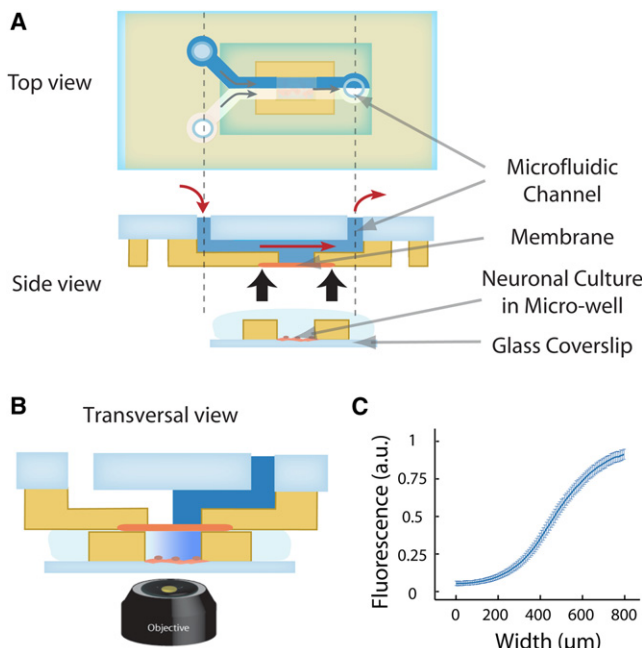 A
Top view
Microfluidic
Channel
Membrane
Side view
Neuronal Culture
in Micro-well
Glass Coverslip
B
Transversal view
Objective
C
Fluorescence (a.u.)
1
0.75
0.5
0.25
0
0 200 400 600 800
Width (µm)